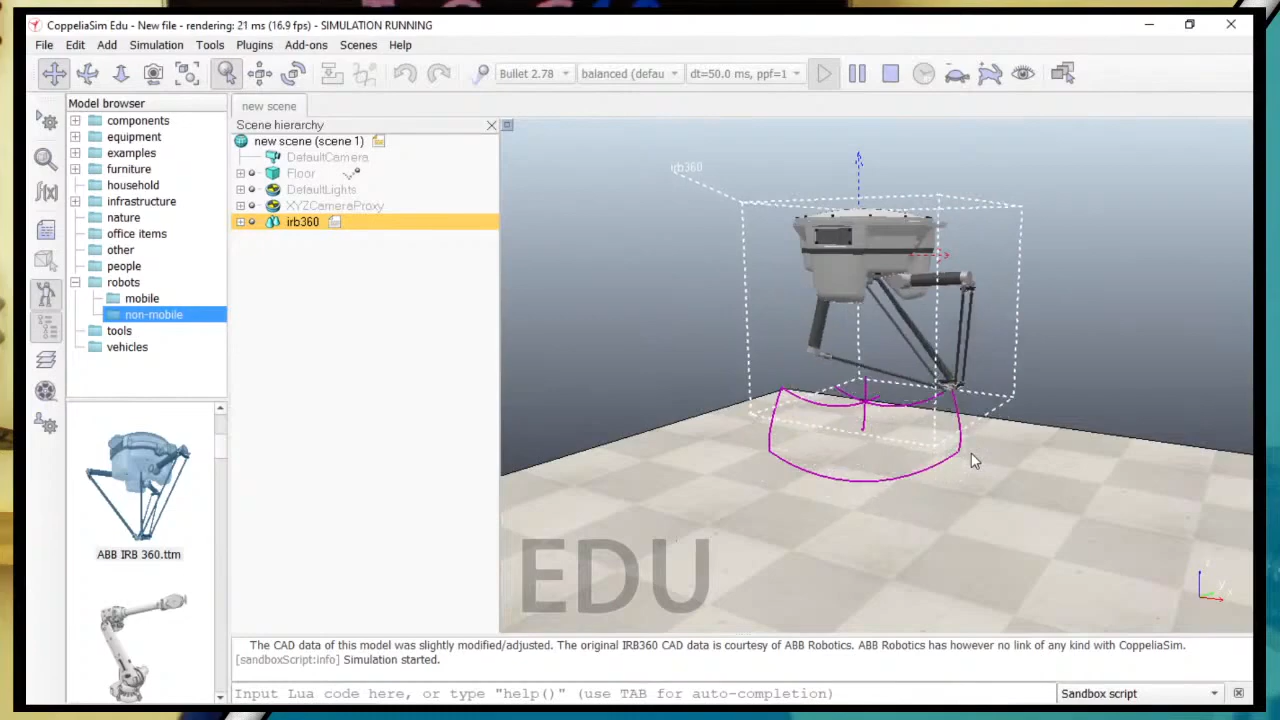 CoppeliaSim Edu - New file - rendering: 21 ms (16.9 fps) - SIMULATION RUNNING
File Edit Add Simulation Tools Plugins Add-ons Scenes Help
Bullet 2.78 balanced (defau dt=50.0 ms, ppf=1
Model browser
components
equipment
examples
furniture
household
infrastructure
nature
office items
other
people
robots
mobile
non-mobile
tools
vehicles
ABB IRB 360.ttm
new scene
Scene hierarchy
new scene (scene 1)
DefaultCamera
Floor
DefaultLights
XYZCameraProxy
irb360
irb360
EDU
z
y
x
The CAD data of this model was slightly modified/adjusted. The original IRB360 CAD data is courtesy of ABB Robotics. ABB Robotics has however no link of any kind with CoppeliaSim.
[sandboxScript:info] Simulation started.
Input Lua code here, or type "help()" (use TAB for auto-completion)
Sandbox script